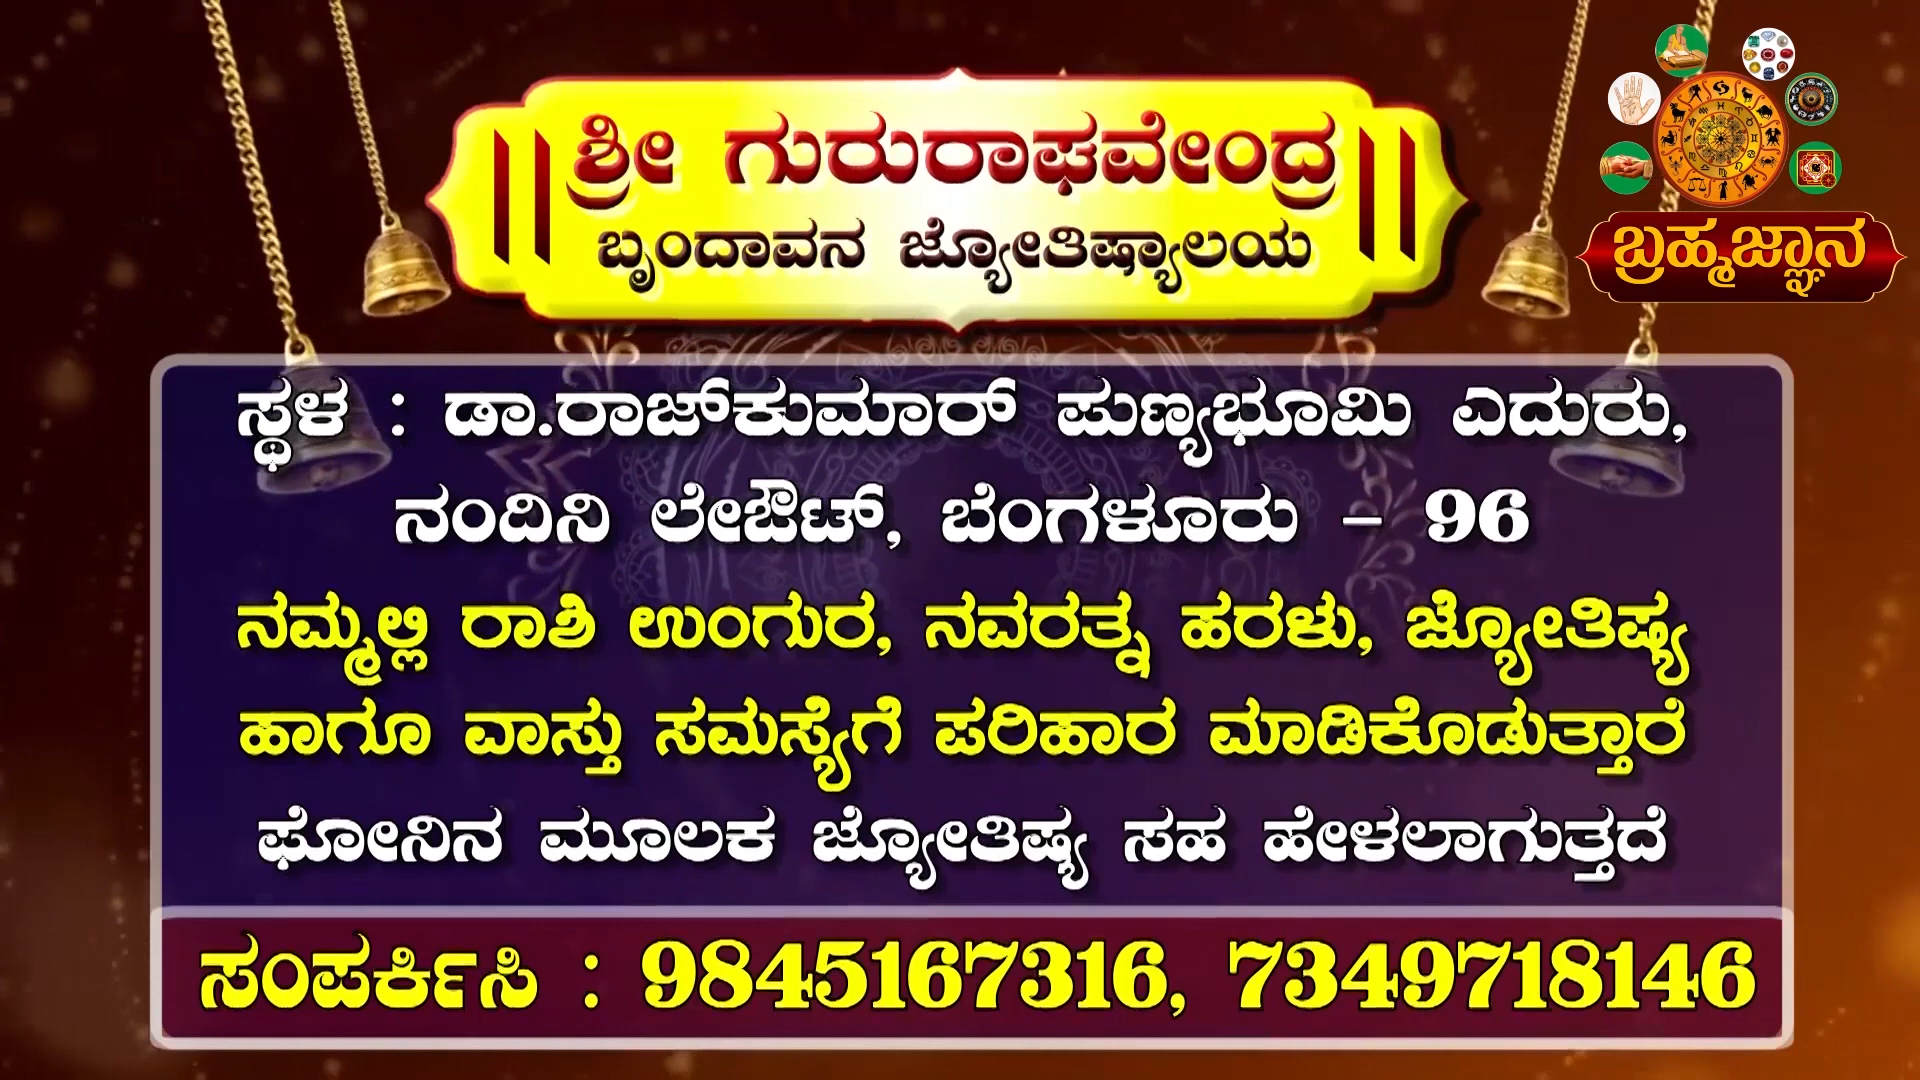 || ಶ್ರೀ ಗುರುರಾಘವೇಂದ್ರ ||
ಬೃಂದಾವನ ಜ್ಯೋತಿಷ್ಯಾಲಯ
ಬ್ರಹ್ಮಜ್ಞಾನ
ಸ್ಥಳ : ಡಾ.ರಾಜ್‌ಕುಮಾರ್ ಪುಣ್ಯಭೂಮಿ ಎದುರು,
ನಂದಿನಿ ಲೇಔಟ್, ಬೆಂಗಳೂರು – 96
ನಮ್ಮಲ್ಲಿ ರಾಶಿ ಉಂಗುರ, ನವರತ್ನ ಹರಳು, ಜ್ಯೋತಿಷ್ಯ
ಹಾಗೂ ವಾಸ್ತು ಸಮಸ್ಯೆಗೆ ಪರಿಹಾರ ಮಾಡಿಕೊಡುತ್ತಾರೆ
ಫೋನಿನ ಮೂಲಕ ಜ್ಯೋತಿಷ್ಯ ಸಹ ಹೇಳಲಾಗುತ್ತದೆ
ಸಂಪರ್ಕಿಸಿ : 9845167316, 7349718146